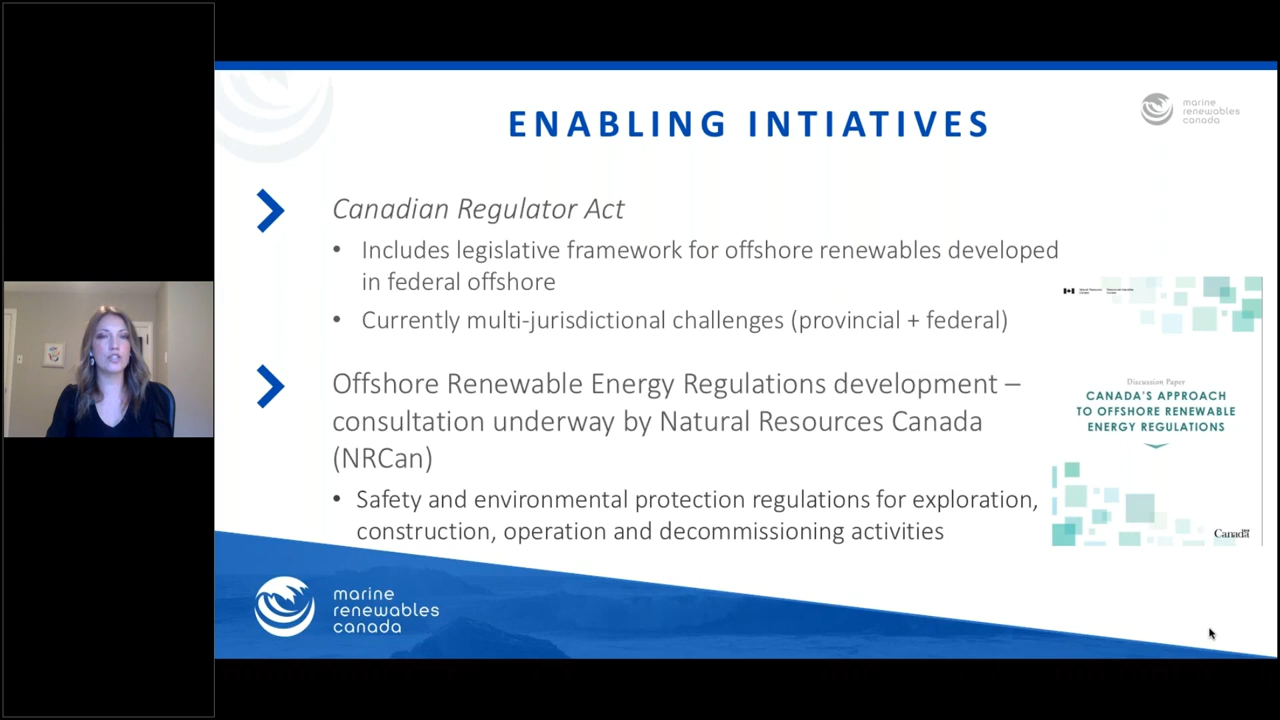 ENABLING INTIATIVES
marine
renewables
canada
Canadian Regulator Act
• Includes legislative framework for offshore renewables developed
in federal offshore
• Currently multi-jurisdictional challenges (provincial + federal)
Offshore Renewable Energy Regulations development –
consultation underway by Natural Resources Canada
(NRCan)
• Safety and environmental protection regulations for exploration,
construction, operation and decommissioning activities
Discussion Paper
CANADA'S APPROACH
TO OFFSHORE RENEWABLE
ENERGY REGULATIONS
Canada
marine
renewables
canada